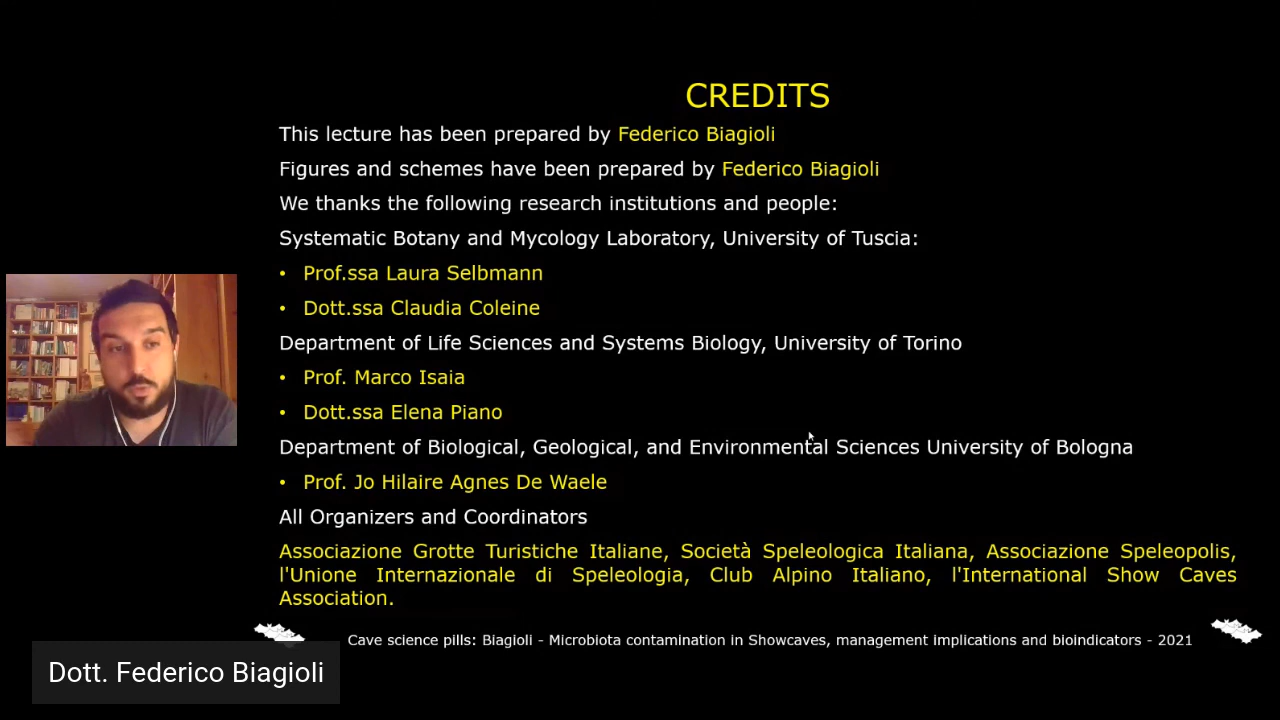 CREDITS
This lecture has been prepared by Federico Biagioli
Figures and schemes have been prepared by Federico Biagioli
We thanks the following research institutions and people:
Systematic Botany and Mycology Laboratory, University of Tuscia:
• Prof.ssa Laura Selbmann
• Dott.ssa Claudia Coleine
Department of Life Sciences and Systems Biology, University of Torino
• Prof. Marco Isaia
• Dott.ssa Elena Piano
Department of Biological, Geological, and Environmental Sciences University of Bologna
• Prof. Jo Hilaire Agnes De Waele
All Organizers and Coordinators
Associazione Grotte Turistiche Italiane, Società Speleologica Italiana, Associazione Speleopolis,
l'Unione Internazionale di Speleologia, Club Alpino Italiano, l'International Show Caves
Association.
Cave science pills: Biagioli - Microbiota contamination in Showcaves, management implications and bioindicators - 2021
Dott. Federico Biagioli